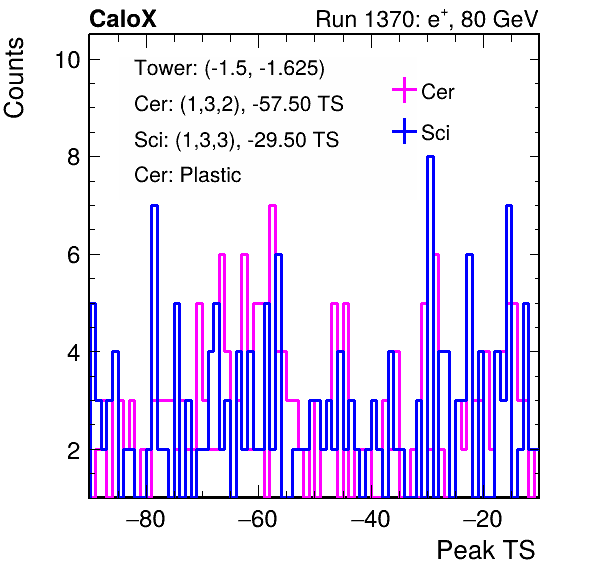 CaloX Run 1370: e⁺, 80 GeV
Counts
10
8
6
4
2
Tower: (-1.5, -1.625)
Cer: (1,3,2), -57.50 TS
Sci: (1,3,3), -29.50 TS
Cer: Plastic
Cer
Sci
−80 −60 −40 −20
Peak TS